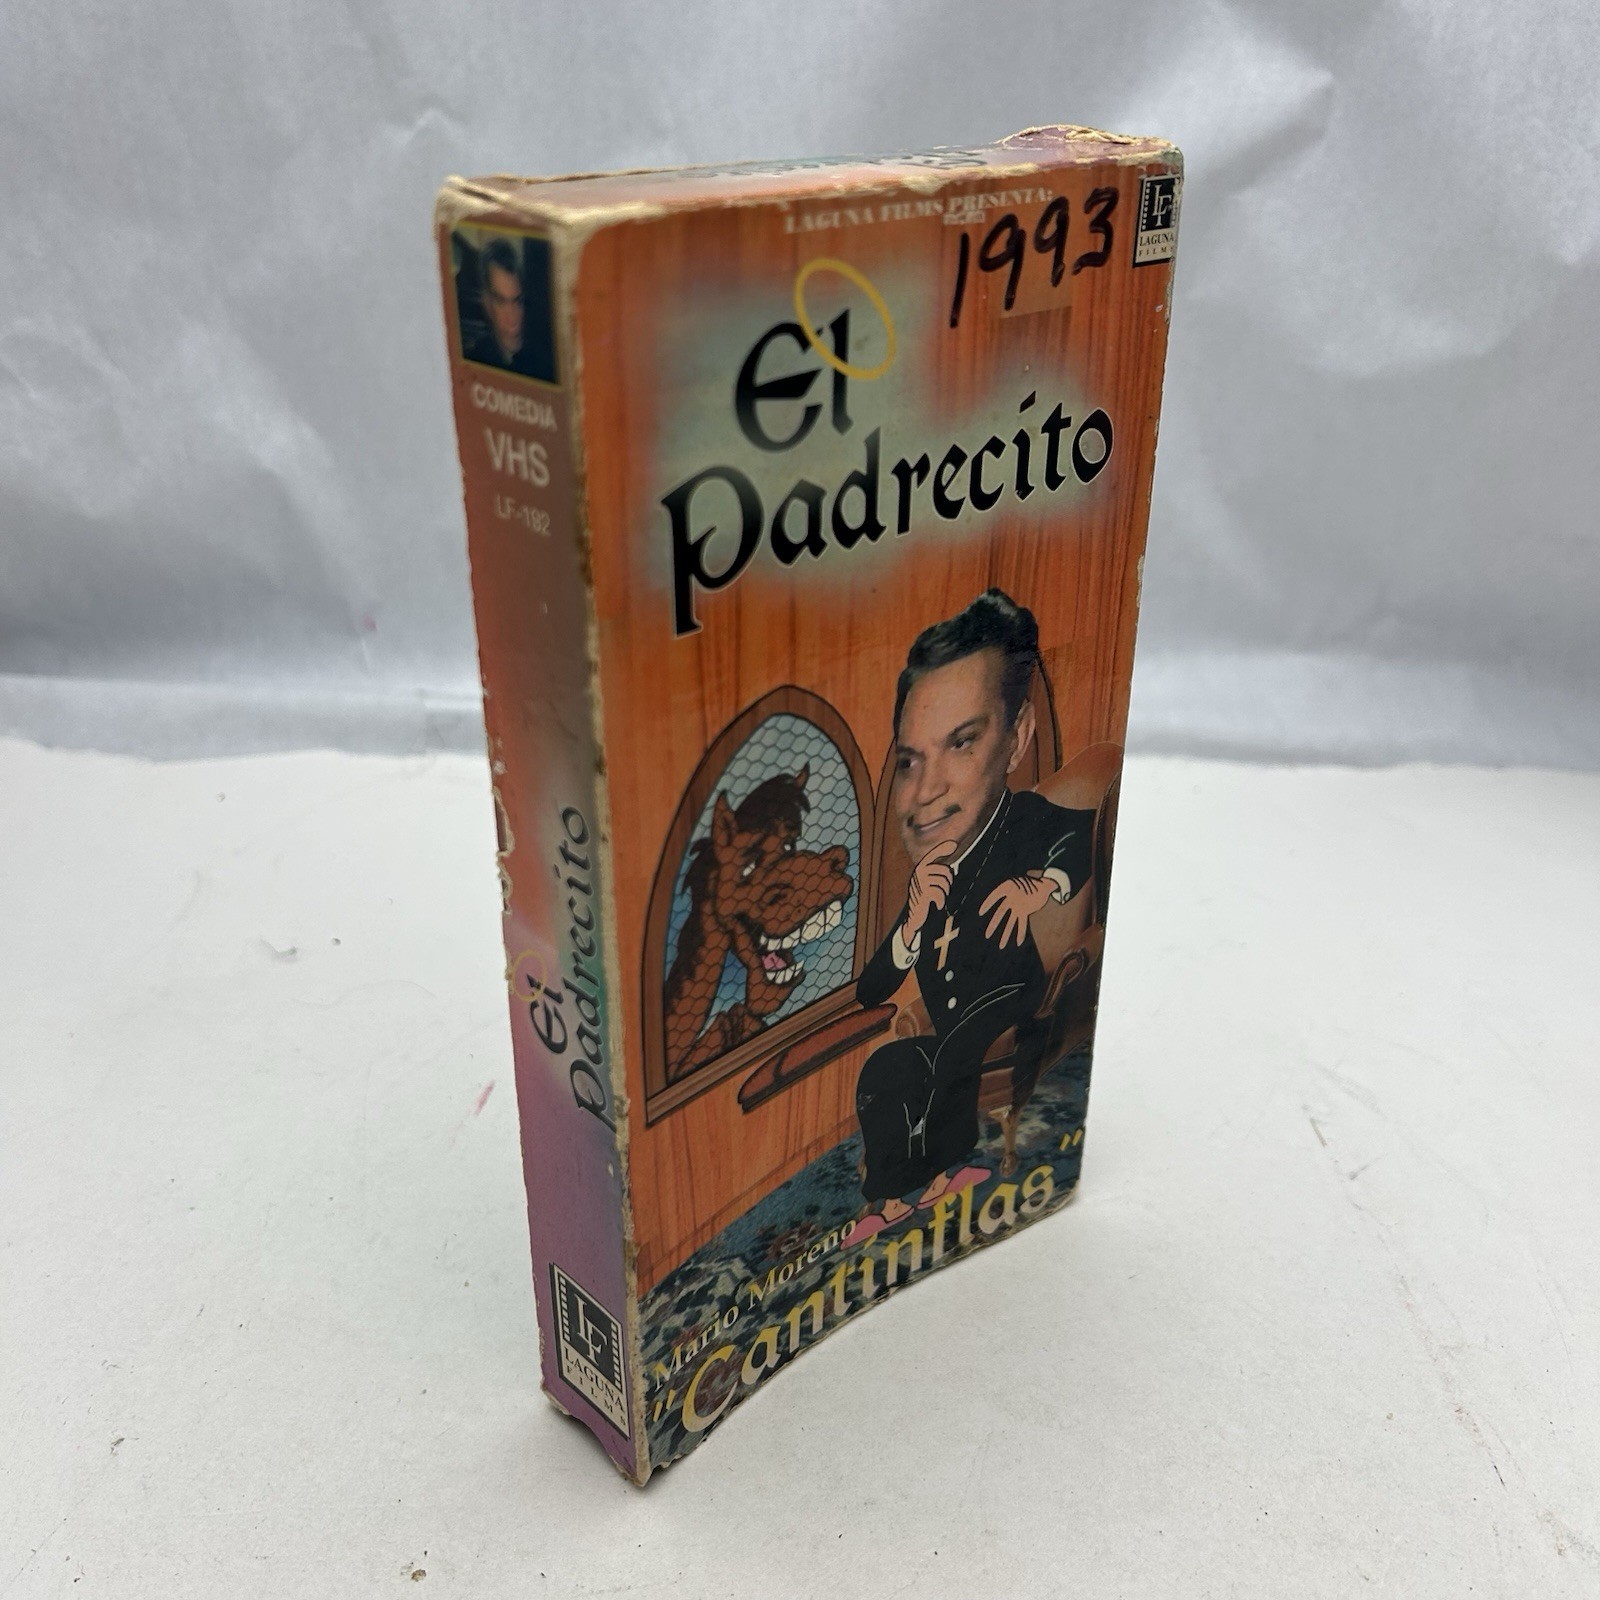 LAGUNA FILMS PRESENTA:
1993
LF
LAGUNA
FILMS
El
Padrecito
Mario Moreno
"Cantinflas"
COMEDIA
VHS
LF-192
El
Padrecito
LF
LAGUNA
FILMS